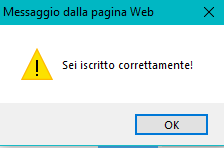 Messaggio dalla pagina Web
Sei iscritto correttamente!
OK